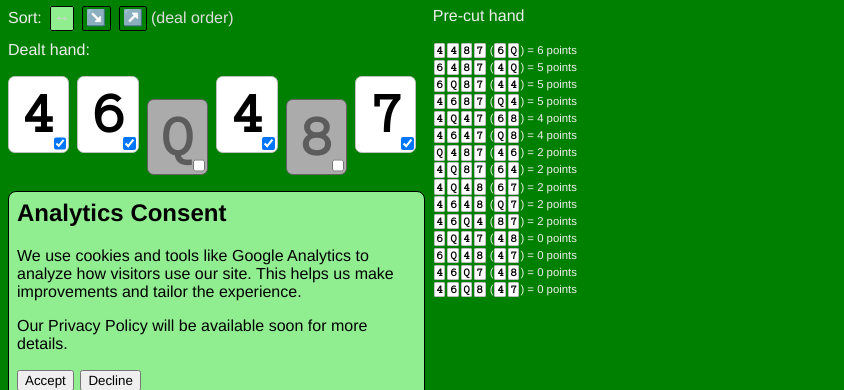 Sort: ↔ ↘ ↗ (deal order)
Dealt hand:
4 6 Q 4 8 7
Analytics Consent
We use cookies and tools like Google Analytics to
analyze how visitors use our site. This helps us make
improvements and tailor the experience.
Our Privacy Policy will be available soon for more
details.
Accept Decline
Pre-cut hand
4 4 8 7 (6 Q) = 6 points
6 4 8 7 (4 Q) = 5 points
6 Q 8 7 (4 4) = 5 points
4 6 8 7 (Q 4) = 5 points
4 Q 4 7 (6 8) = 4 points
4 6 4 7 (Q 8) = 4 points
Q 4 8 7 (4 6) = 2 points
4 Q 8 7 (6 4) = 2 points
4 Q 4 8 (6 7) = 2 points
4 6 4 8 (Q 7) = 2 points
4 6 Q 4 (8 7) = 2 points
6 Q 4 7 (4 8) = 0 points
6 Q 4 8 (4 7) = 0 points
4 6 Q 7 (4 8) = 0 points
4 6 Q 8 (4 7) = 0 points